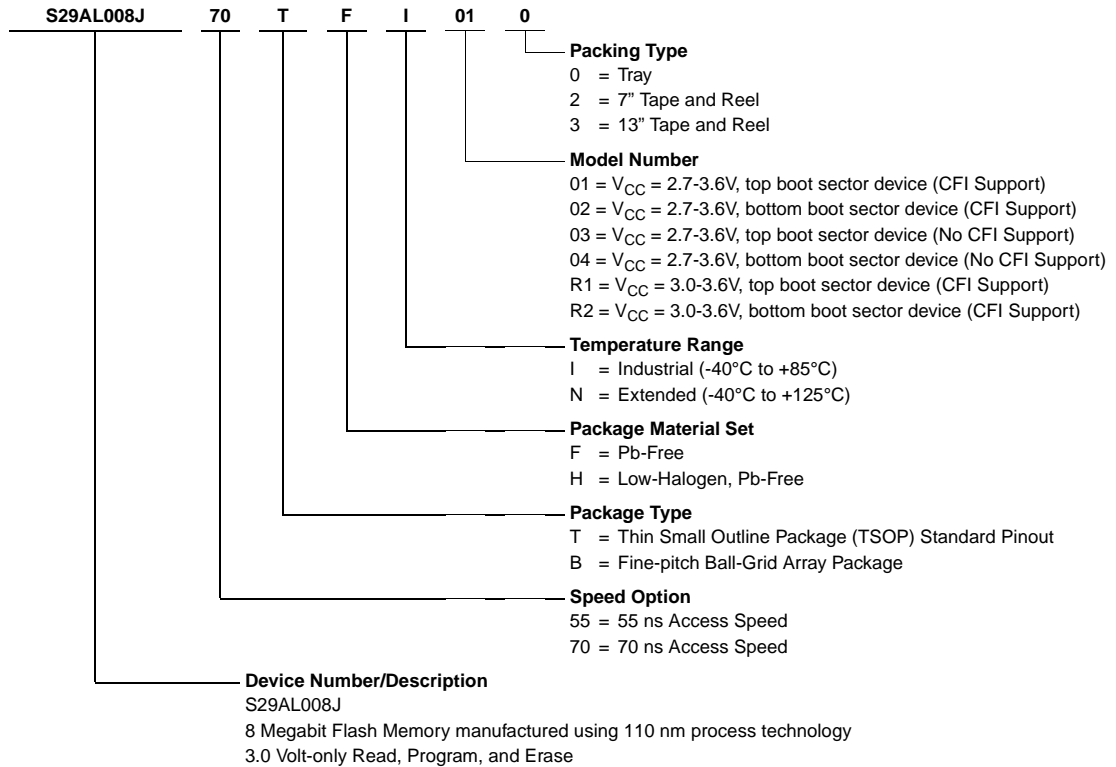 S29AL008J 70 T F I 01 0
Packing Type
0 = Tray
2 = 7” Tape and Reel
3 = 13” Tape and Reel
Model Number
01 = VCC = 2.7-3.6V, top boot sector device (CFI Support)
02 = VCC = 2.7-3.6V, bottom boot sector device (CFI Support)
03 = VCC = 2.7-3.6V, top boot sector device (No CFI Support)
04 = VCC = 2.7-3.6V, bottom boot sector device (No CFI Support)
R1 = VCC = 3.0-3.6V, top boot sector device (CFI Support)
R2 = VCC = 3.0-3.6V, bottom boot sector device (CFI Support)
Temperature Range
I = Industrial (-40°C to +85°C)
N = Extended (-40°C to +125°C)
Package Material Set
F = Pb-Free
H = Low-Halogen, Pb-Free
Package Type
T = Thin Small Outline Package (TSOP) Standard Pinout
B = Fine-pitch Ball-Grid Array Package
Speed Option
55 = 55 ns Access Speed
70 = 70 ns Access Speed
Device Number/Description
S29AL008J
8 Megabit Flash Memory manufactured using 110 nm process technology
3.0 Volt-only Read, Program, and Erase